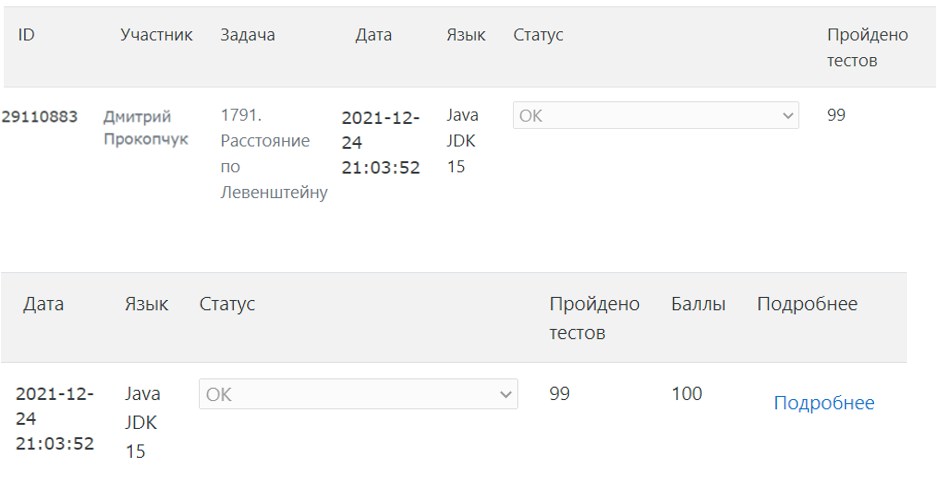 ID Участник Задача Дата Язык Статус Пройдено
тестов
29110883 Дмитрий 1791. 2021-12- Java OK 99
Прокопчук Расстояние 24 JDK
по 21:03:52 15
Левенштейну
Дата Язык Статус Пройдено Баллы Подробнее
тестов
2021-12- Java OK 99 100 Подробнее
24 JDK
21:03:52 15